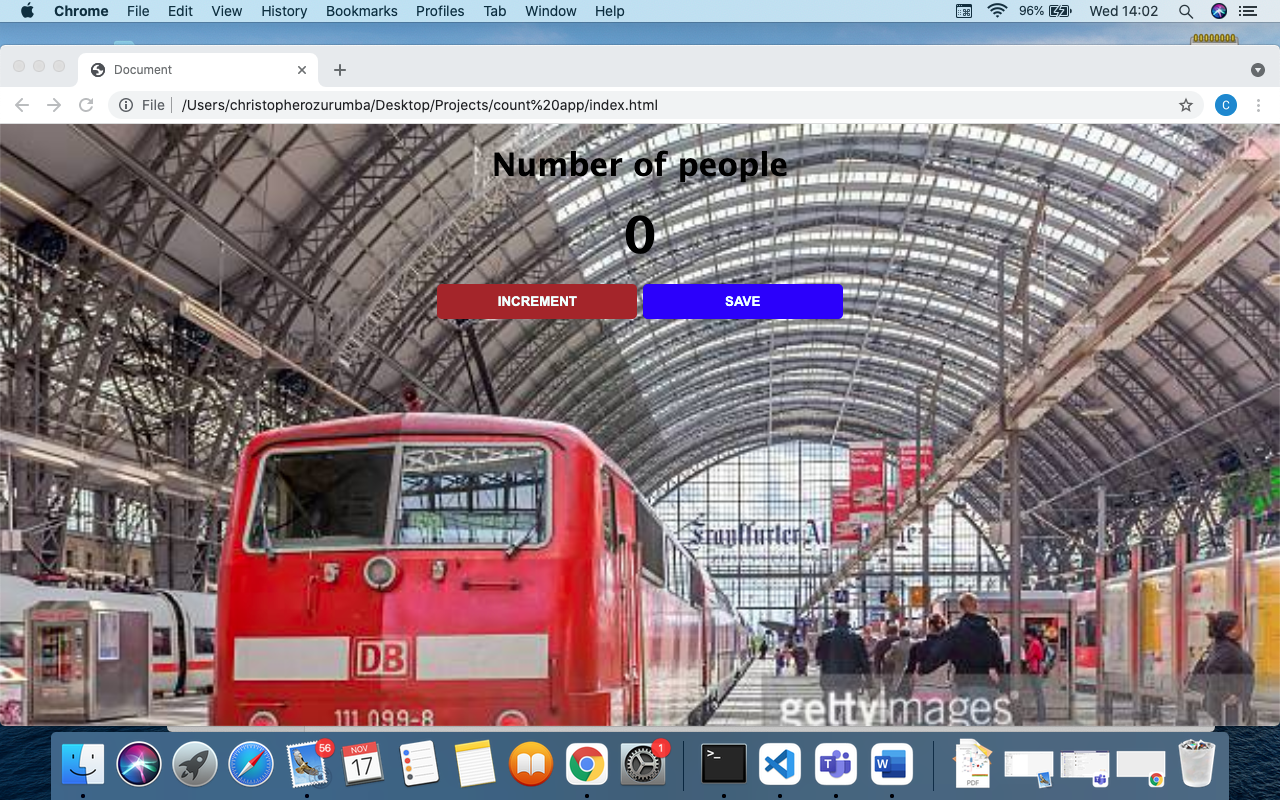 Chrome File Edit View History Bookmarks Profiles Tab Window Help 96% Wed 14:02
Document
File /Users/christopherozurumba/Desktop/Projects/count%20app/index.html C
Number of people
0
INCREMENT SAVE
Frankfurter Al
DB
111 099-8
gettyimages
56
NOV
17
1
>_
PDF